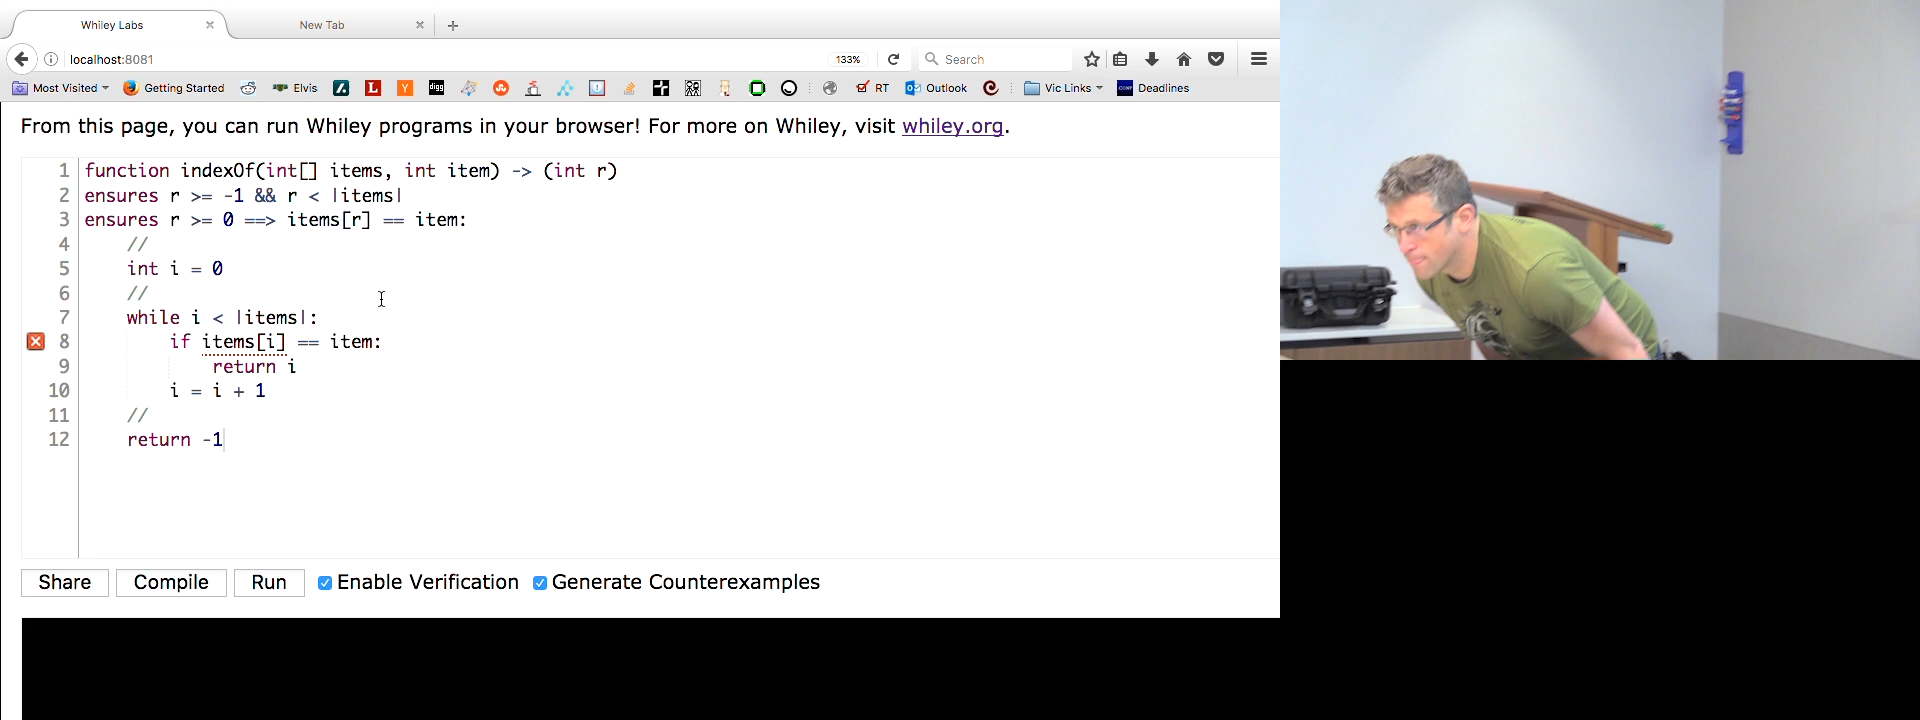 Whiley Labs
New Tab
localhost:8081
133%
Search
Most Visited
Getting Started
Elvis
RT
Outlook
Vic Links
Deadlines
From this page, you can run Whiley programs in your browser! For more on Whiley, visit whiley.org.
1 function indexOf(int[] items, int item) -> (int r)
2 ensures r >= -1 && r < |items|
3 ensures r >= 0 ==> items[r] == item:
4 //
5 int i = 0
6 //
7 while i < |items|:
8 if items[i] == item:
9 return i
10 i = i + 1
11 //
12 return -1
Share
Compile
Run
Enable Verification
Generate Counterexamples